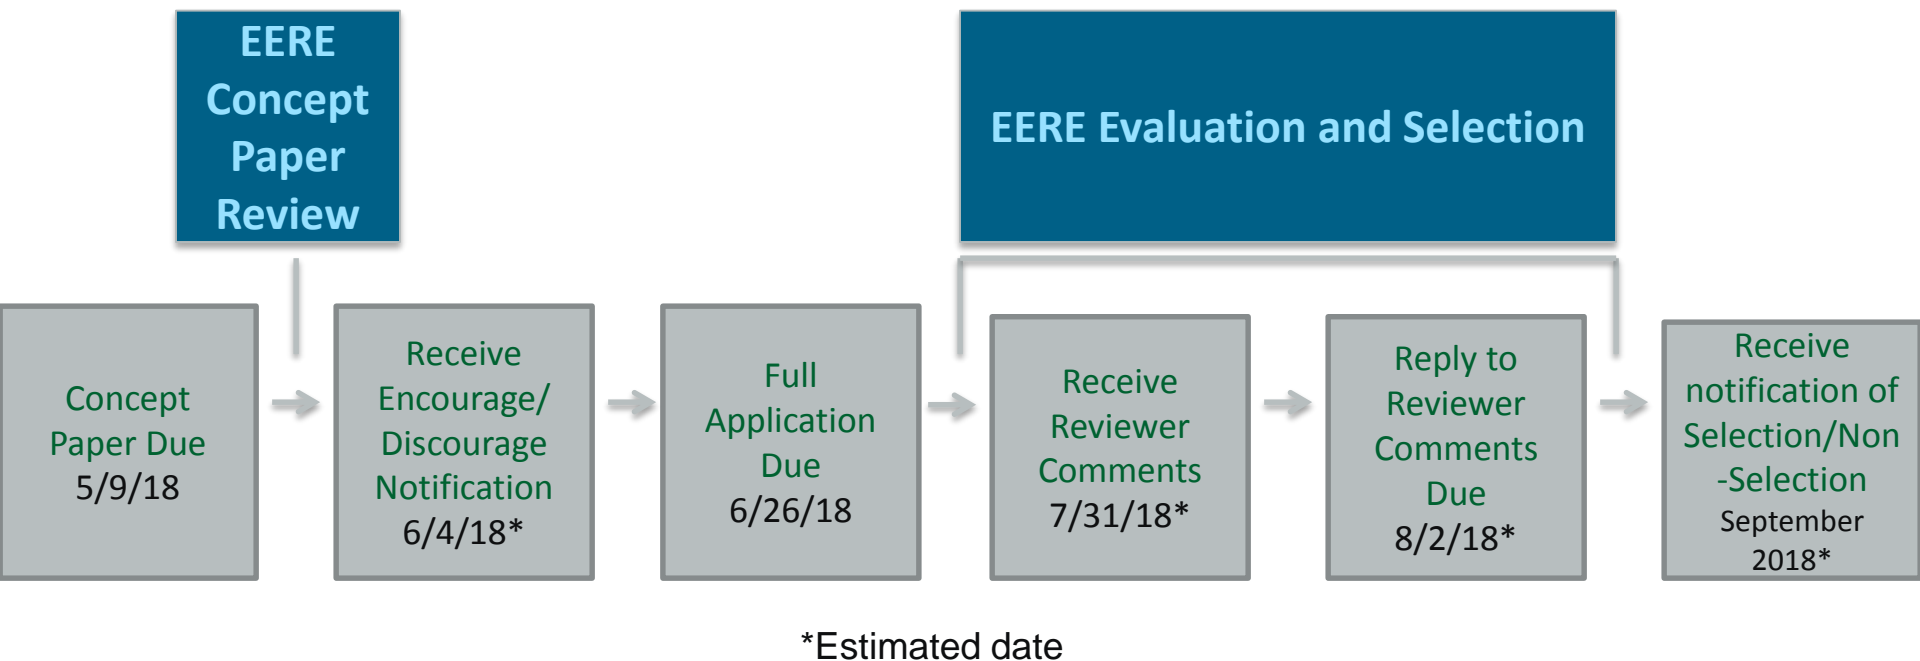 EERE
Concept
Paper
Review
EERE Evaluation and Selection
Concept
Paper Due
5/9/18
Receive
Encourage/
Discourage
Notification
6/4/18*
Full
Application
Due
6/26/18
Receive
Reviewer
Comments
7/31/18*
Reply to
Reviewer
Comments
Due
8/2/18*
Receive
notification of
Selection/Non
-Selection
September
2018*
*Estimated date